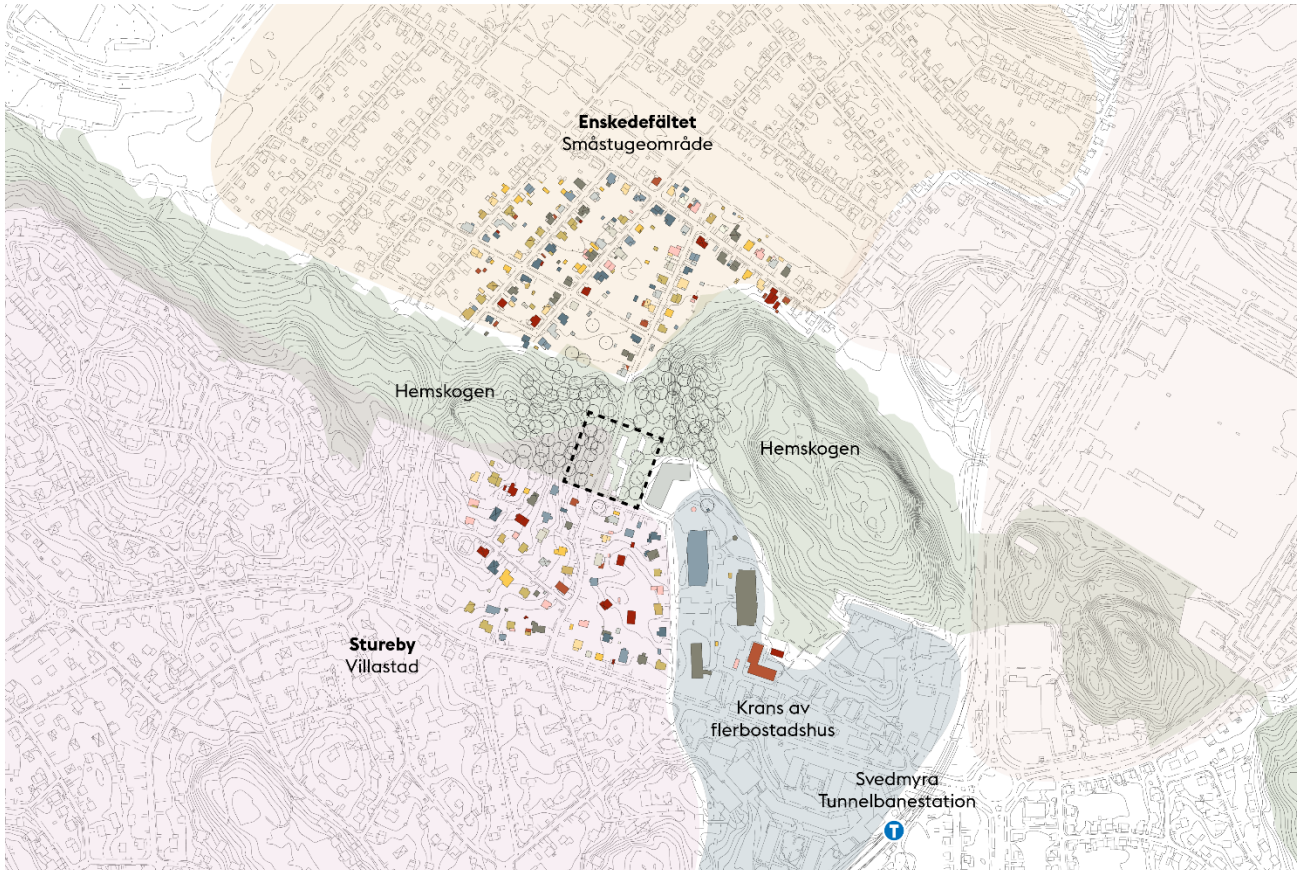 Enskedefältet
Småstugeområde
Hemskogen
Hemskogen
Stureby
Villastad
Krans av
flerbostadshus
Svedmyra
Tunnelbanestation
T